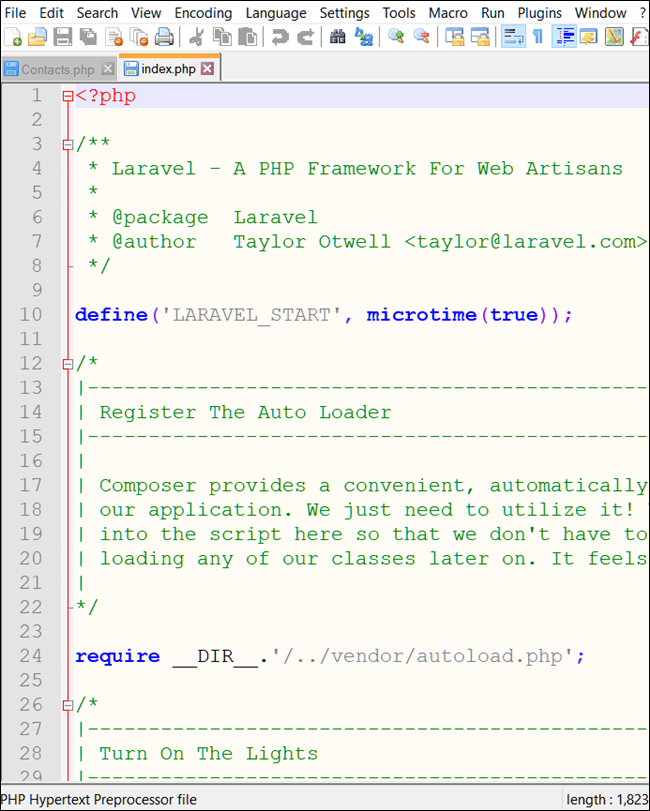 File Edit Search View Encoding Language Settings Tools Macro Run Plugins Window ?
Contacts.php index.php
1 <?php
2
3 /**
4  * Laravel - A PHP Framework For Web Artisans
5  *
6  * @package  Laravel
7  * @author   Taylor Otwell <taylor@laravel.com>
8  */
9
10 define('LARAVEL_START', microtime(true));
11
12 /*
13 |----------------------------------------------
14 | Register The Auto Loader
15 |----------------------------------------------
16 |
17 | Composer provides a convenient, automatically
18 | our application. We just need to utilize it!
19 | into the script here so that we don't have to
20 | loading any of our classes later on. It feels
21 |
22 */
23
24 require __DIR__.'/../vendor/autoload.php';
25
26 /*
27 |----------------------------------------------
28 | Turn On The Lights
29 |----------------------------------------------
PHP Hypertext Preprocessor file length : 1,823